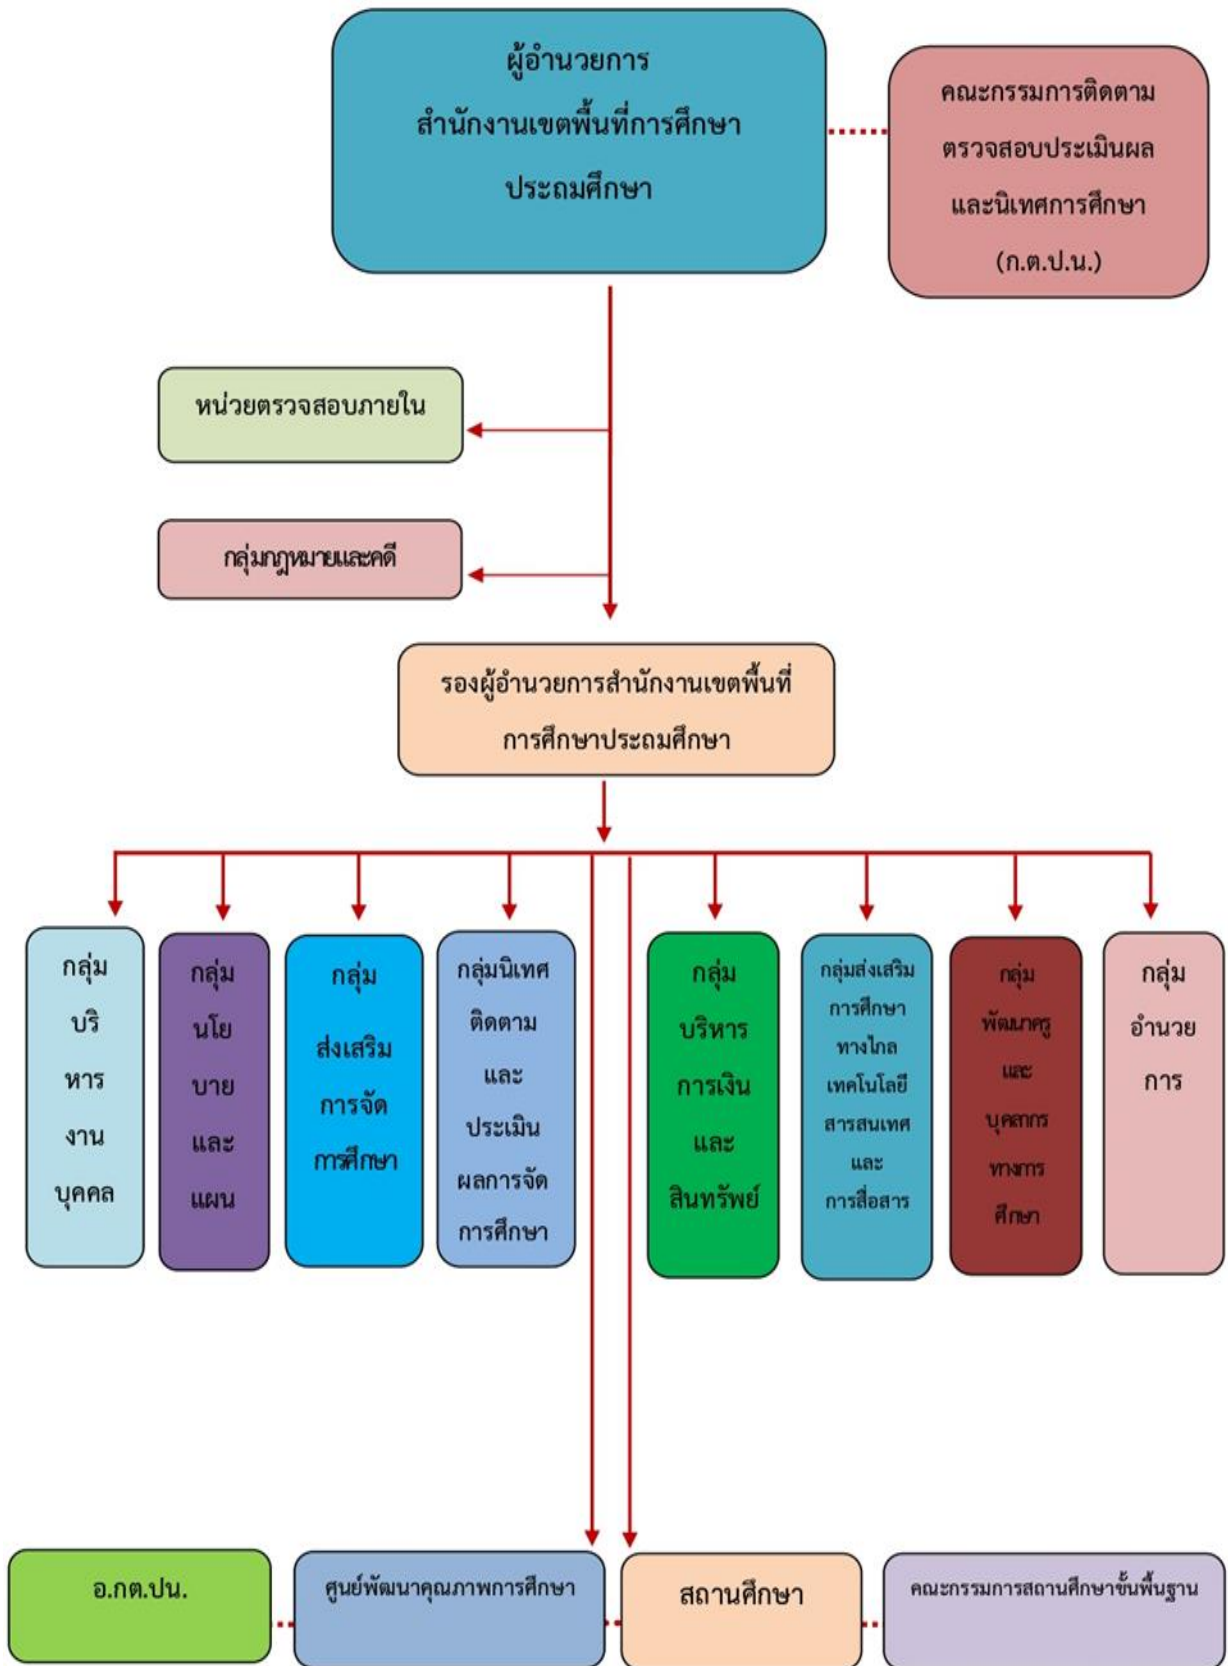 ผู้อำนวยการ
สำนักงานเขตพื้นที่การศึกษา
ประถมศึกษา
คณะกรรมการติดตาม
ตรวจสอบประเมินผล
และนิเทศการศึกษา
(ก.ต.ป.น.)
หน่วยตรวจสอบภายใน
กลุ่มกฎหมายและคดี
รองผู้อำนวยการสำนักงานเขตพื้นที่
การศึกษาประถมศึกษา
กลุ่ม
บริ
หาร
งาน
บุคคล
กลุ่ม
นโย
บาย
และ
แผน
กลุ่ม
ส่งเสริม
การจัด
การศึกษา
กลุ่มนิเทศ
ติดตาม
และ
ประเมิน
ผลการจัด
การศึกษา
กลุ่ม
บริหาร
การเงิน
และ
สินทรัพย์
กลุ่มส่งเสริม
การศึกษา
ทางไกล
เทคโนโลยี
สารสนเทศ
และ
การสื่อสาร
กลุ่ม
พัฒนาครู
และ
บุคลากร
ทางการ
ศึกษา
กลุ่ม
อำนวย
การ
อ.กต.ปน.
ศูนย์พัฒนาคุณภาพการศึกษา
สถานศึกษา
คณะกรรมการสถานศึกษาขั้นพื้นฐาน